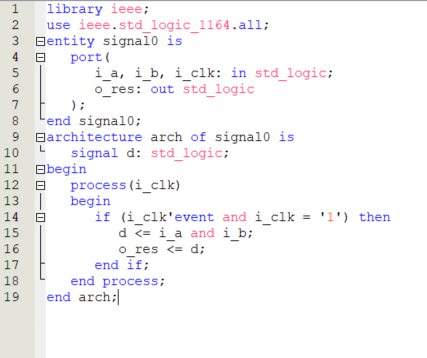 1 library ieee;
2 use ieee.std_logic_1164.all;
3 entity signal0 is
4 port(
5 i_a, i_b, i_clk: in std_logic;
6 o_res: out std_logic
7 );
8 end signal0;
9 architecture arch of signal0 is
10 signal d: std_logic;
11 begin
12 process(i_clk)
13 begin
14 if (i_clk'event and i_clk = '1') then
15 d <= i_a and i_b;
16 o_res <= d;
17 end if;
18 end process;
19 end arch;